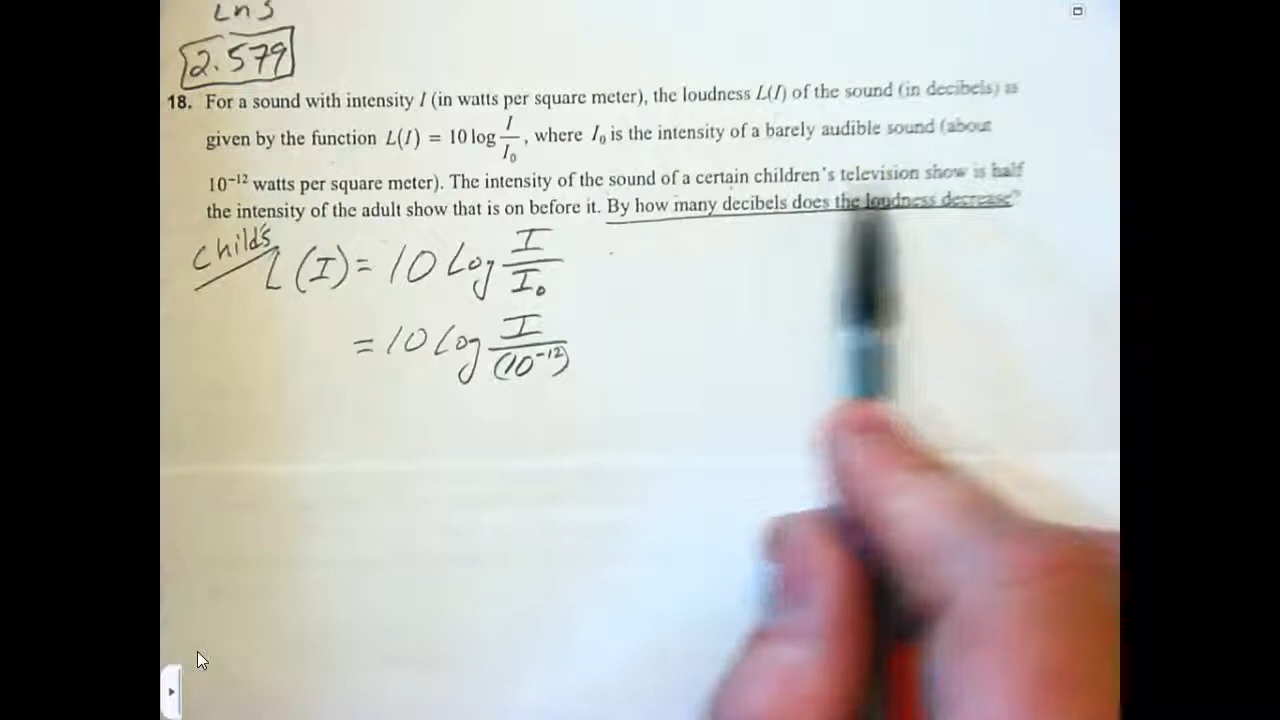 Ln 3
2.579
18. For a sound with intensity I (in watts per square meter), the loudness L(I) of the sound (in decibels) is
given by the function L(I) = 10 log I/I₀, where I₀ is the intensity of a barely audible sound (about
10⁻¹² watts per square meter). The intensity of the sound of a certain children's television show is half
the intensity of the adult show that is on before it. By how many decibels does the loudness decrease?
Child's
L(I) = 10 Log I/I₀
= 10 Log I/(10⁻¹²)